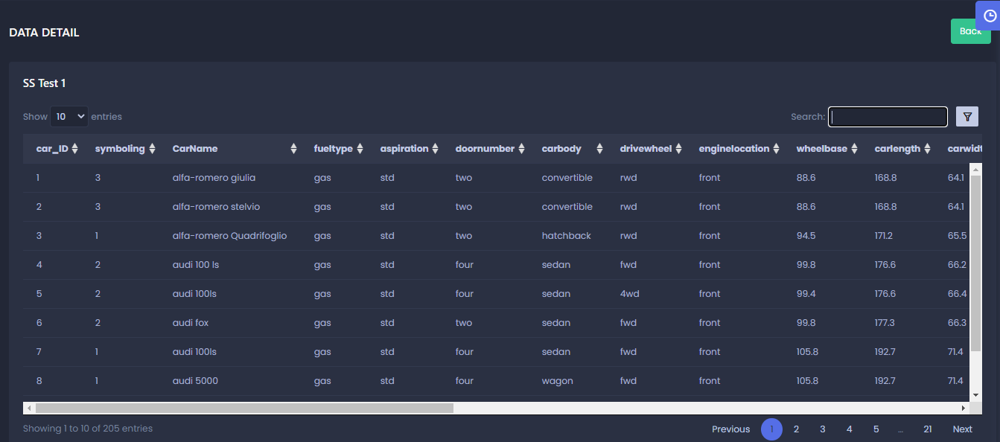 DATA DETAIL
Back
SS Test 1
Show 10 entries
Search:
car_ID symboling CarName fueltype aspiration doornumber carbody drivewheel enginelocation wheelbase carlength carwidt
1 3 alfa-romero giulia gas std two convertible rwd front 88.6 168.8 64.1
2 3 alfa-romero stelvio gas std two convertible rwd front 88.6 168.8 64.1
3 1 alfa-romero Quadrifoglio gas std two hatchback rwd front 94.5 171.2 65.5
4 2 audi 100 ls gas std four sedan fwd front 99.8 176.6 66.2
5 2 audi 100ls gas std four sedan 4wd front 99.4 176.6 66.4
6 2 audi fox gas std two sedan fwd front 99.8 177.3 66.3
7 1 audi 100ls gas std four sedan fwd front 105.8 192.7 71.4
8 1 audi 5000 gas std four wagon fwd front 105.8 192.7 71.4
Showing 1 to 10 of 205 entries
Previous 1 2 3 4 5 ... 21 Next